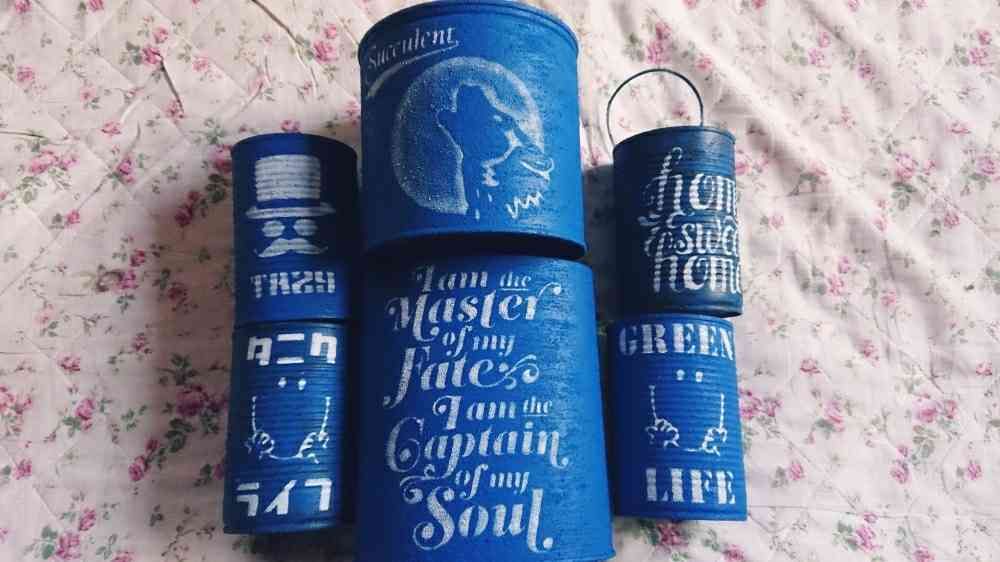 Succulent
TR29
タニク
ライフ
I am the
Master
of my
Fate
I am the
Captain
of my
Soul.
home
sweet
home
GREEN
LIFE